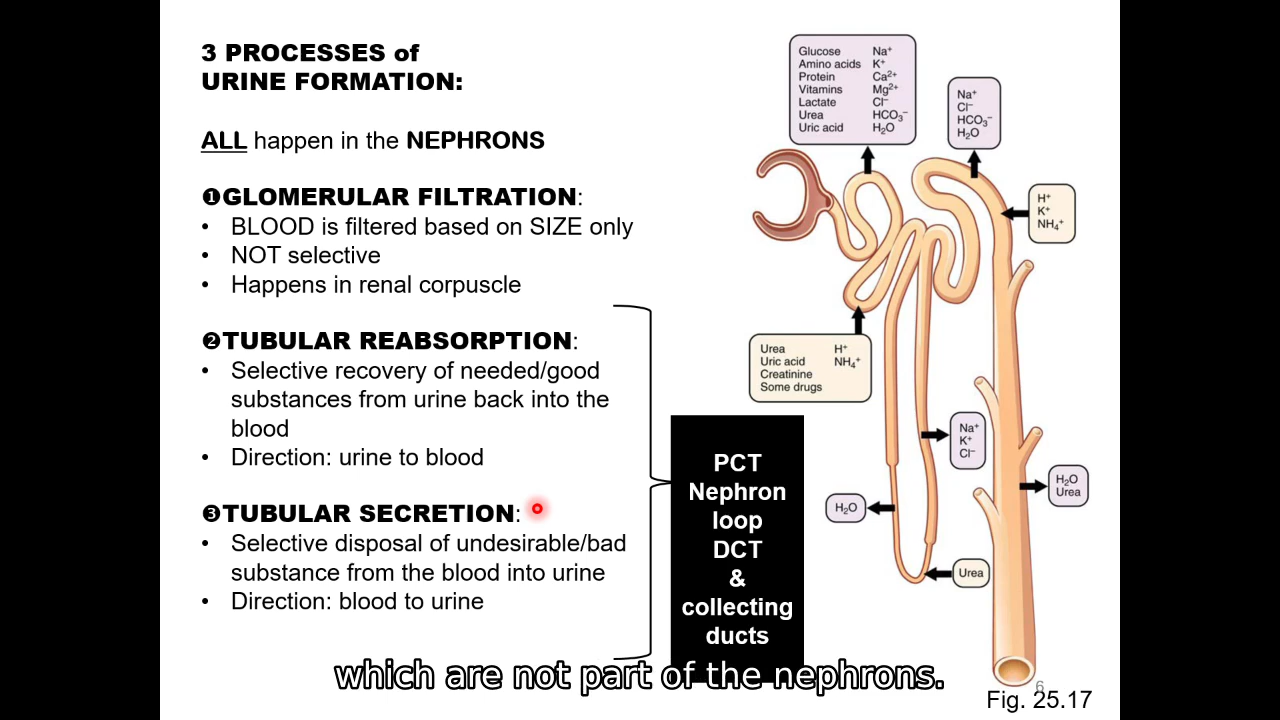 3 PROCESSES of
URINE FORMATION:
ALL happen in the NEPHRONS
❶GLOMERULAR FILTRATION:
• BLOOD is filtered based on SIZE only
• NOT selective
• Happens in renal corpuscle
❷TUBULAR REABSORPTION:
• Selective recovery of needed/good
substances from urine back into the
blood
• Direction: urine to blood
❸TUBULAR SECRETION:
• Selective disposal of undesirable/bad
substance from the blood into urine
• Direction: blood to urine
PCT
Nephron
loop
DCT
&
collecting
ducts
Glucose Na⁺
Amino acids K⁺
Protein Ca²⁺
Vitamins Mg²⁺
Lactate Cl⁻
Urea HCO₃⁻
Uric acid H₂O
Na⁺
Cl⁻
HCO₃⁻
H₂O
H⁺
K⁺
NH₄⁺
Urea H⁺
Uric acid NH₄⁺
Creatinine
Some drugs
Na⁺
K⁺
Cl⁻
H₂O
Urea
H₂O
Urea
which are not part of the nephrons.
6
Fig. 25.17